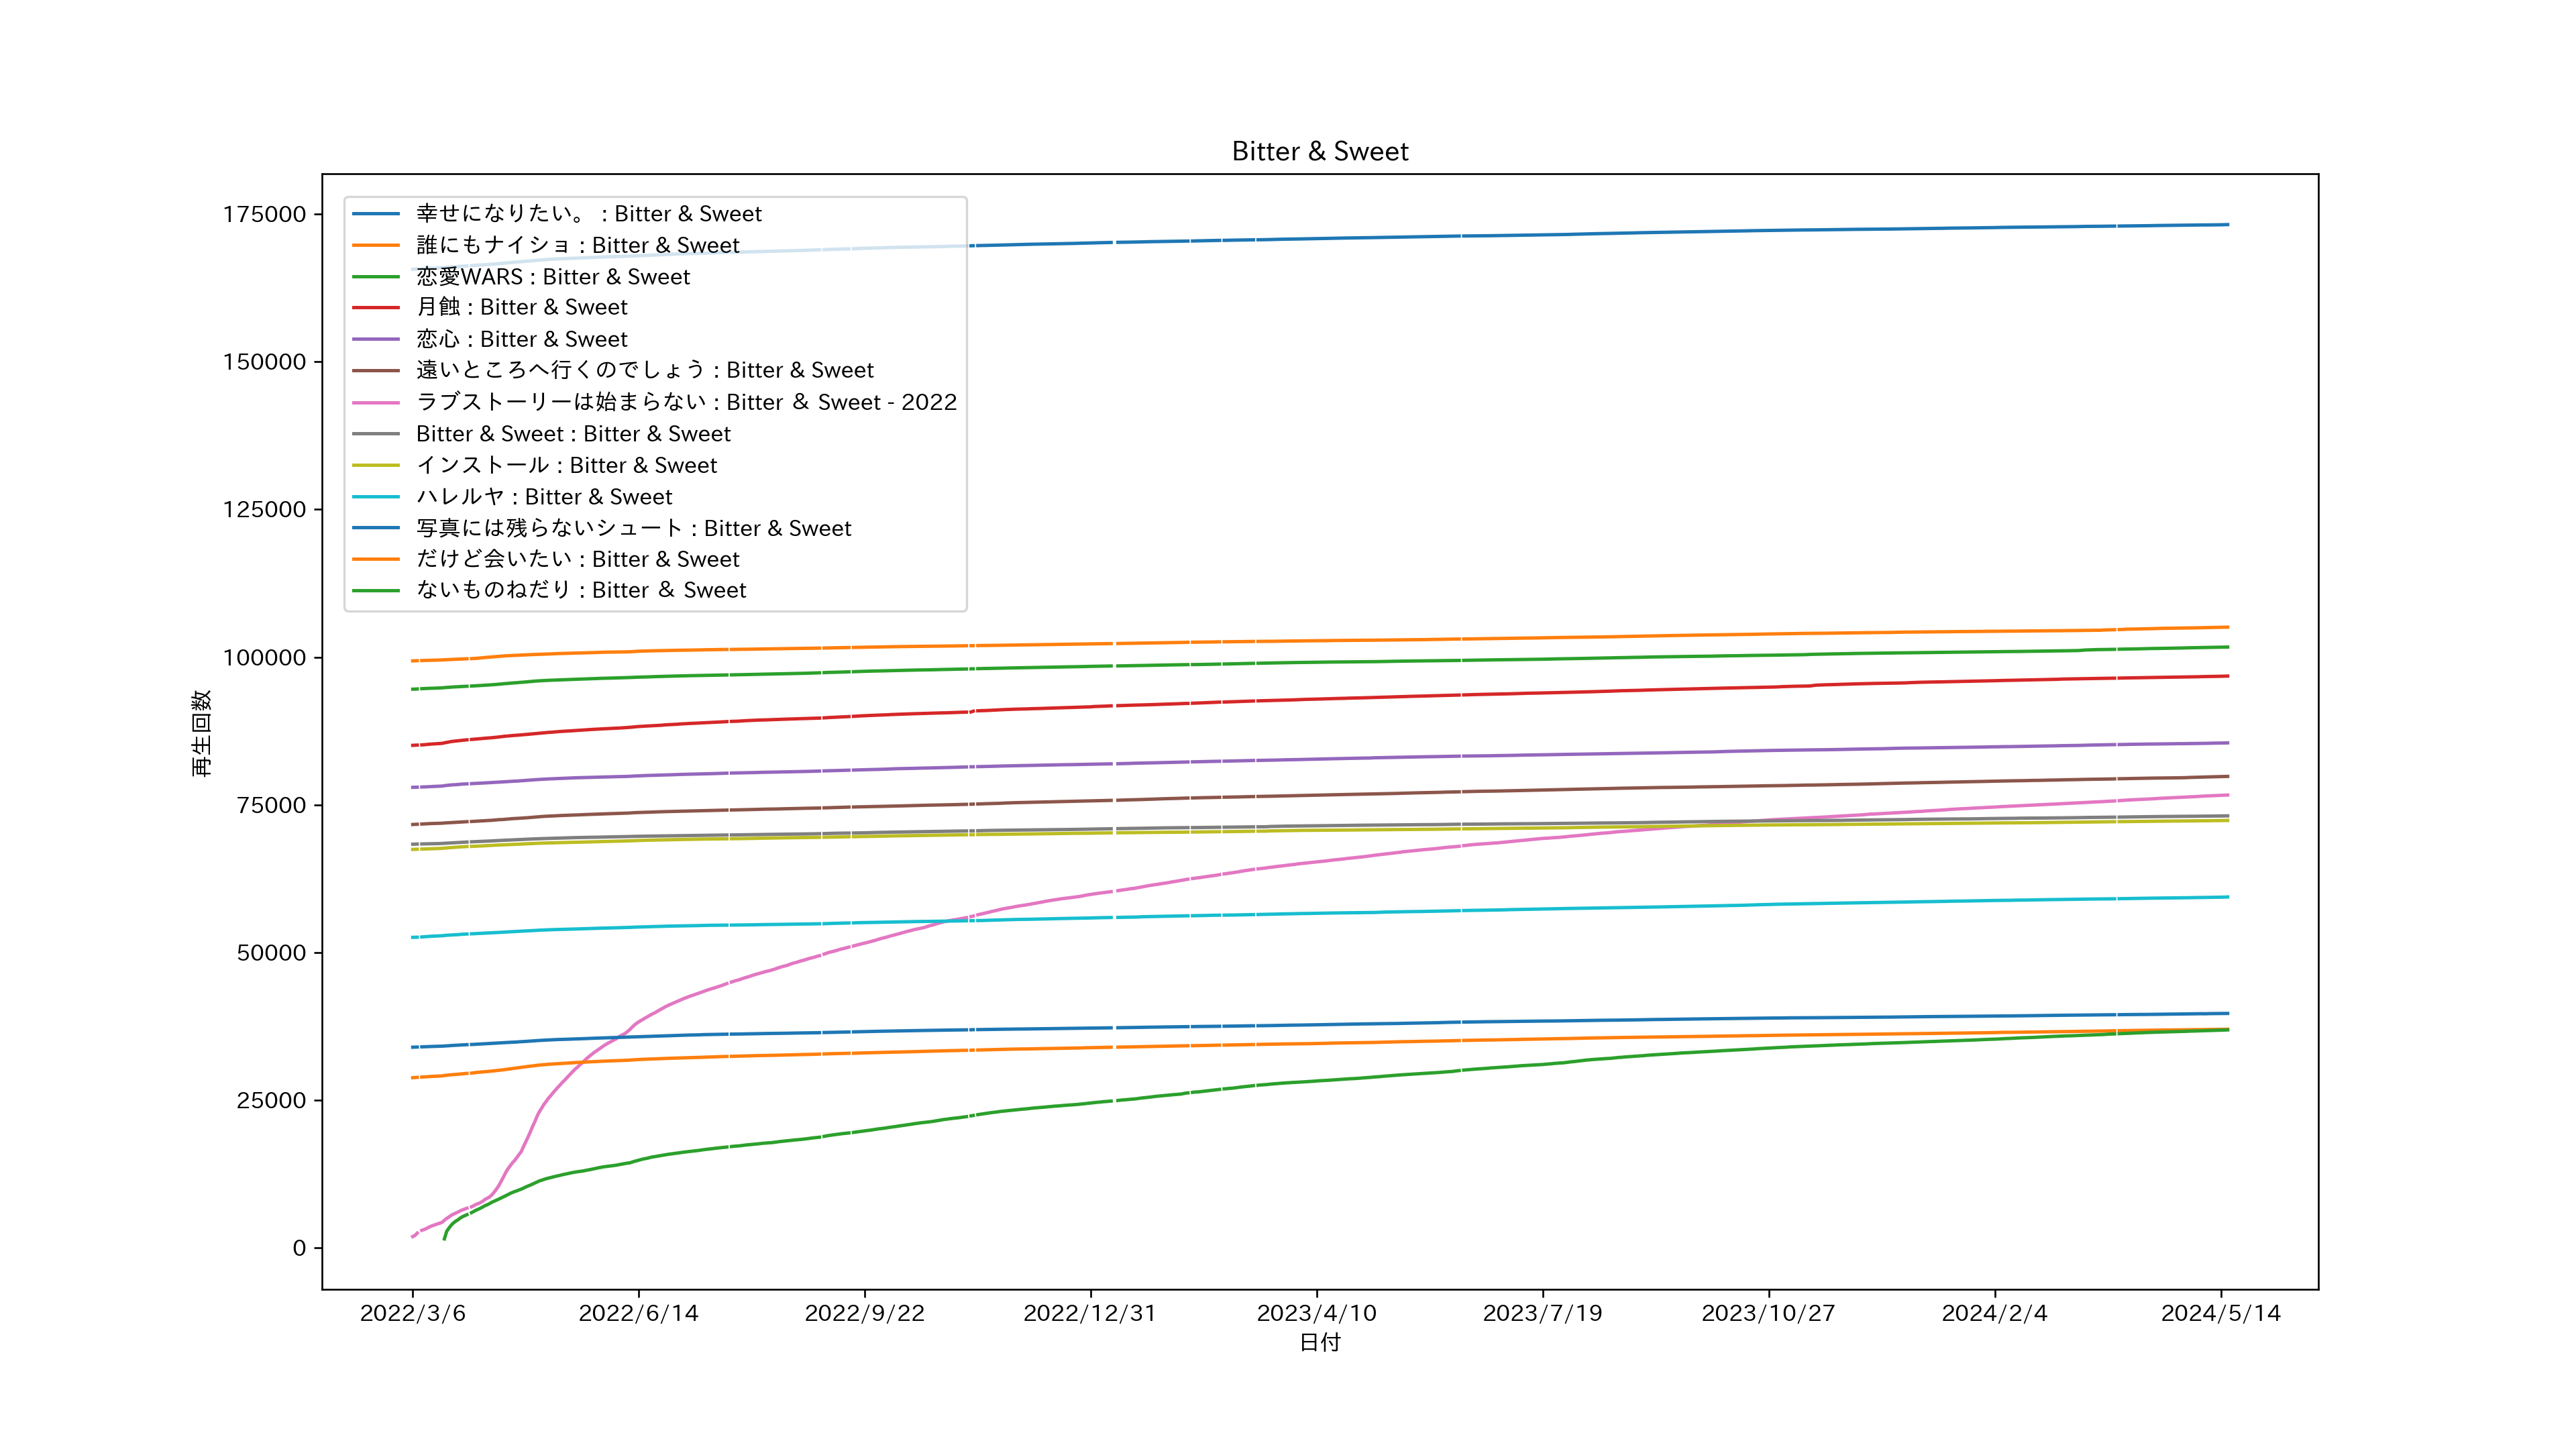 Bitter & Sweet
175000
150000
125000
100000
75000
50000
25000
0
再生回数
幸せになりたい。 : Bitter & Sweet
誰にもナイショ : Bitter & Sweet
恋愛WARS : Bitter & Sweet
月蝕 : Bitter & Sweet
恋心 : Bitter & Sweet
遠いところへ行くのでしょう : Bitter & Sweet
ラブストーリーは始まらない : Bitter ＆ Sweet - 2022
Bitter & Sweet : Bitter & Sweet
インストール : Bitter & Sweet
ハレルヤ : Bitter & Sweet
写真には残らないシュート : Bitter & Sweet
だけど会いたい : Bitter & Sweet
ないものねだり : Bitter ＆ Sweet
2022/3/6 2022/6/14 2022/9/22 2022/12/31 2023/4/10 2023/7/19 2023/10/27 2024/2/4 2024/5/14
日付